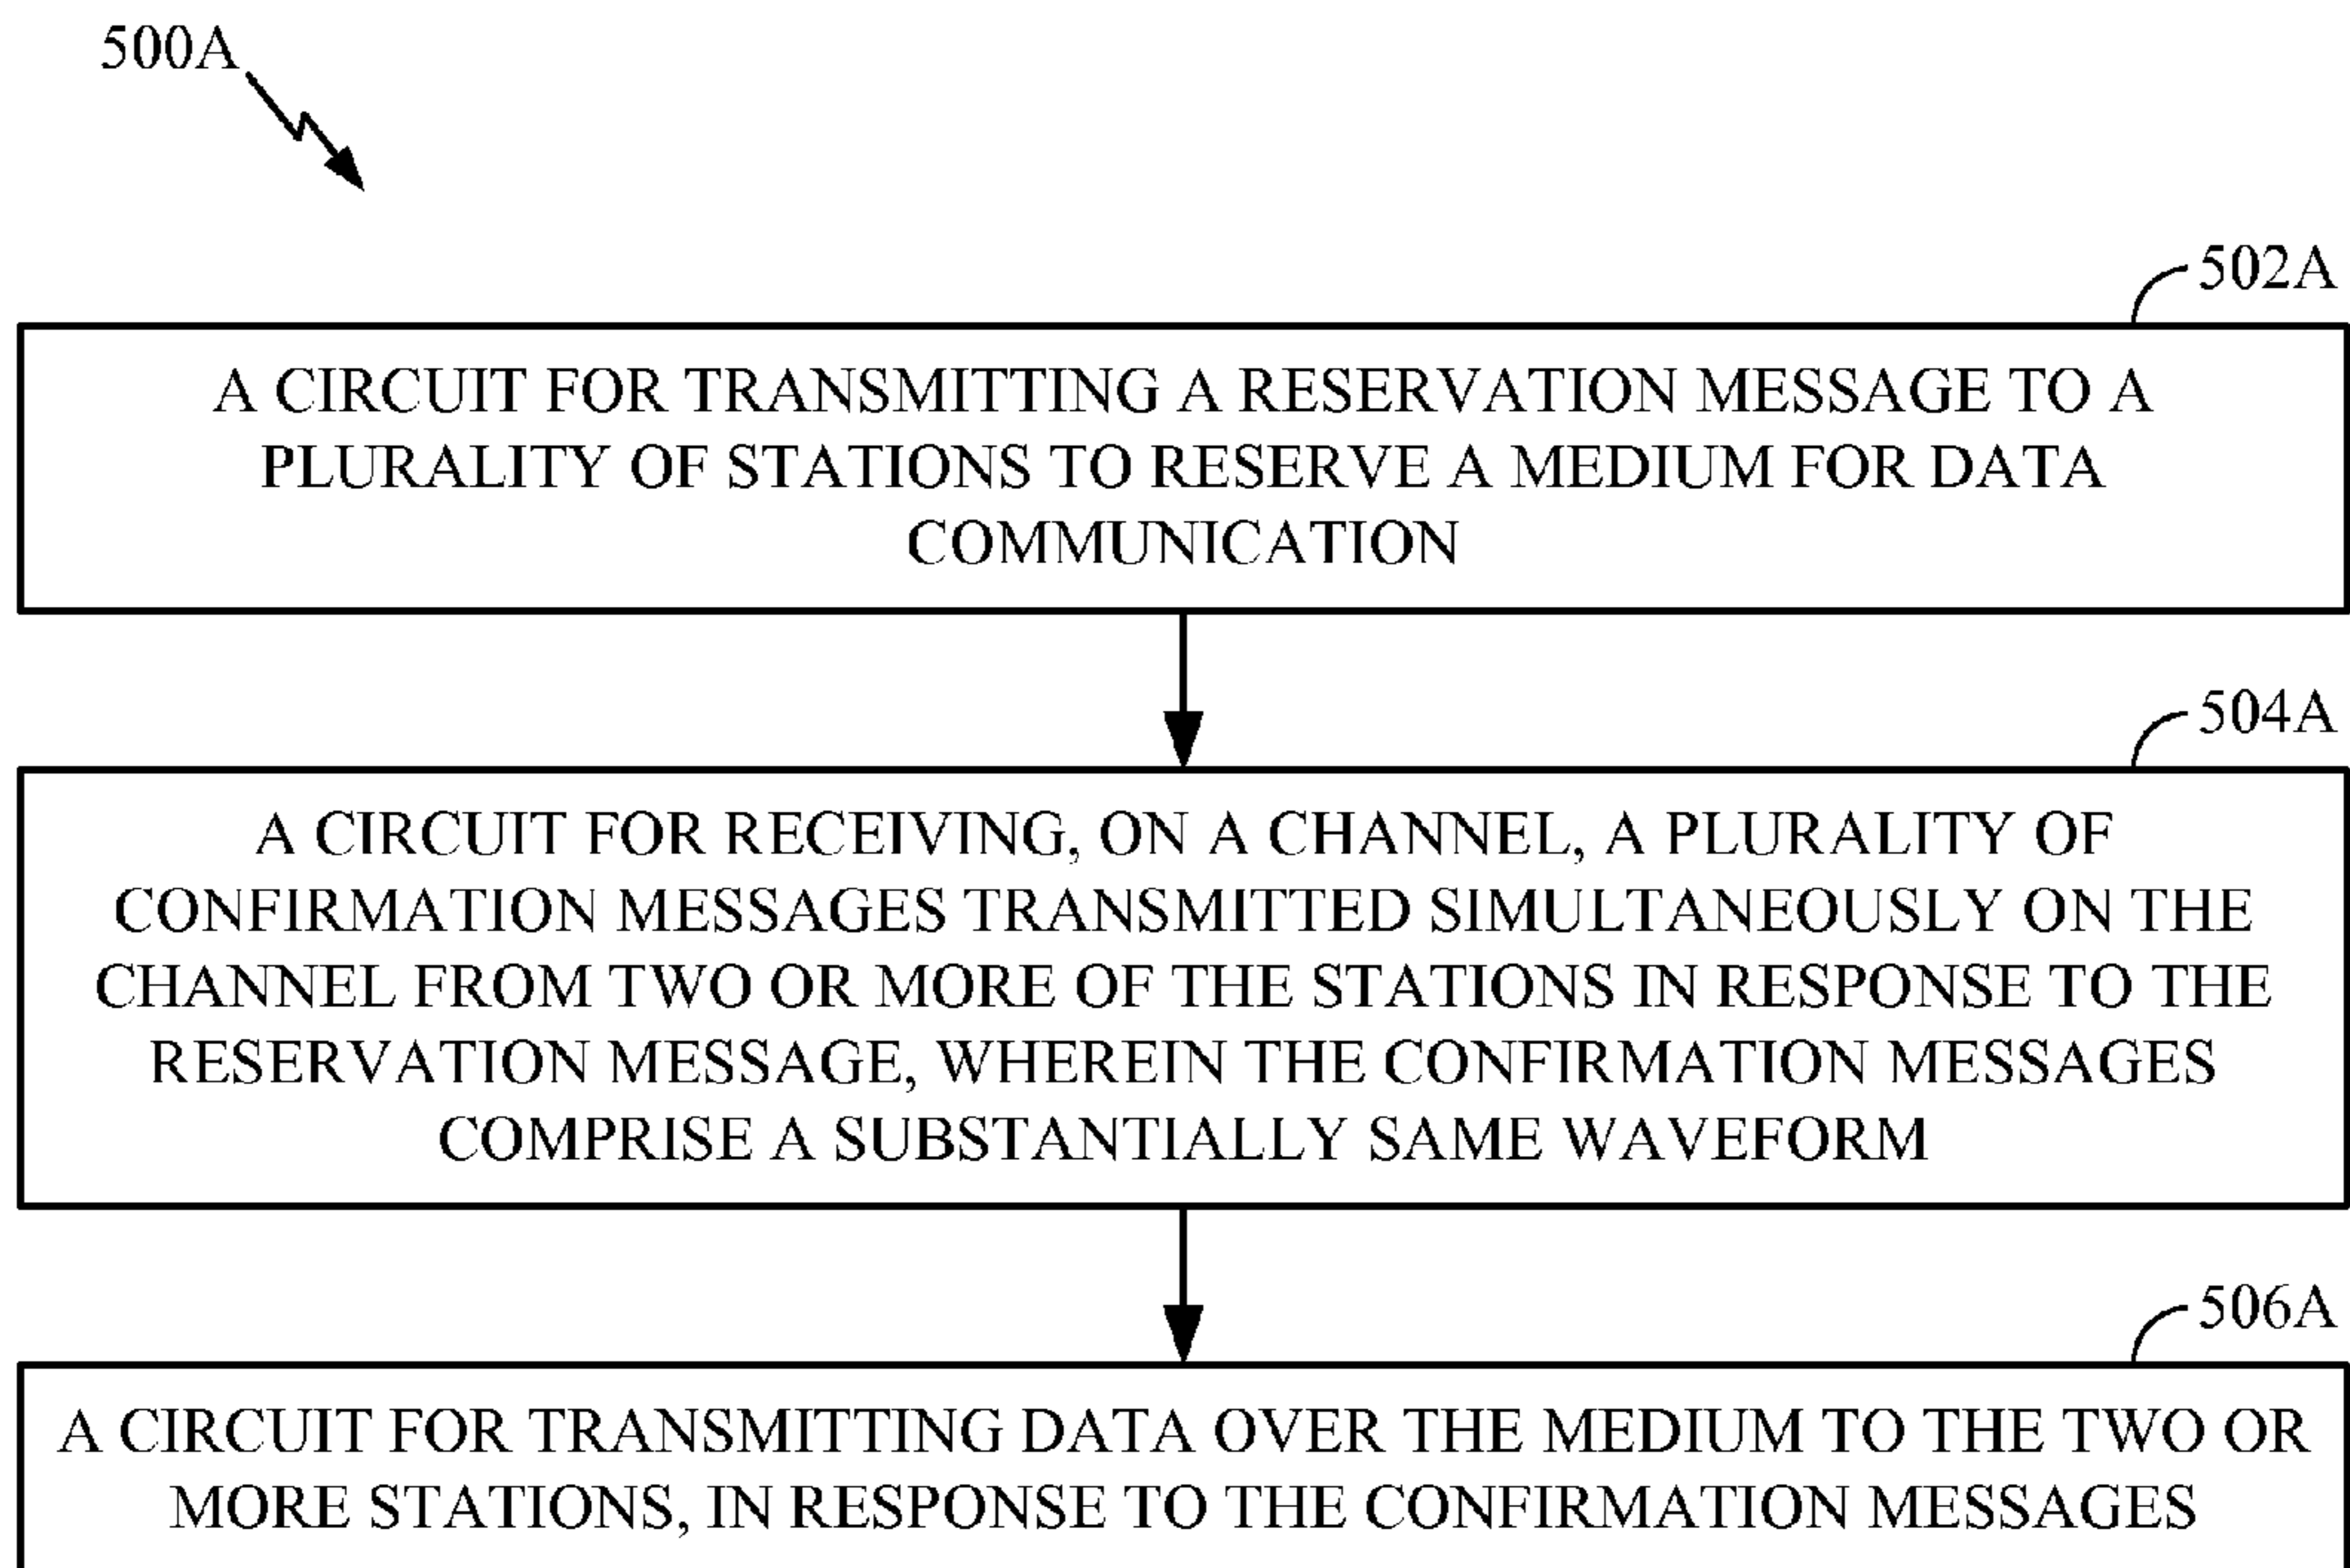 500A
502A
A CIRCUIT FOR TRANSMITTING A RESERVATION MESSAGE TO A
PLURALITY OF STATIONS TO RESERVE A MEDIUM FOR DATA
COMMUNICATION
504A
A CIRCUIT FOR RECEIVING, ON A CHANNEL, A PLURALITY OF
CONFIRMATION MESSAGES TRANSMITTED SIMULTANEOUSLY ON THE
CHANNEL FROM TWO OR MORE OF THE STATIONS IN RESPONSE TO THE
RESERVATION MESSAGE, WHEREIN THE CONFIRMATION MESSAGES
COMPRISE A SUBSTANTIALLY SAME WAVEFORM
506A
A CIRCUIT FOR TRANSMITTING DATA OVER THE MEDIUM TO THE TWO OR
MORE STATIONS, IN RESPONSE TO THE CONFIRMATION MESSAGES